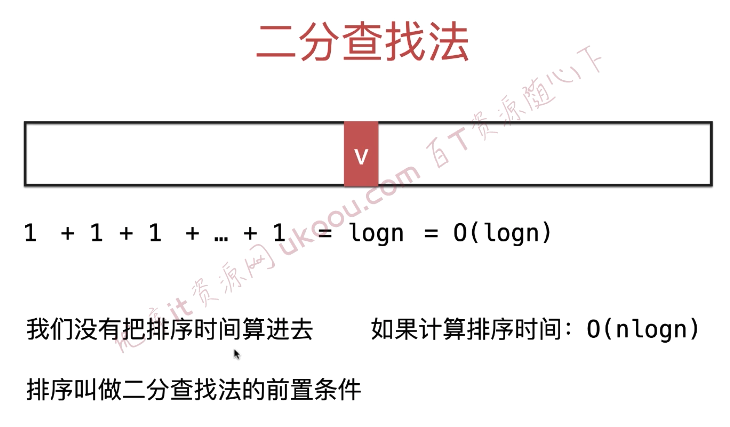 二分查找法
v
1 + 1 + 1 + … + 1 = logn = O(logn)
我们没有把排序时间算进去 如果计算排序时间：O(nlogn)
排序叫做二分查找法的前置条件
it资源网 ukoou.com 百T资源随心下